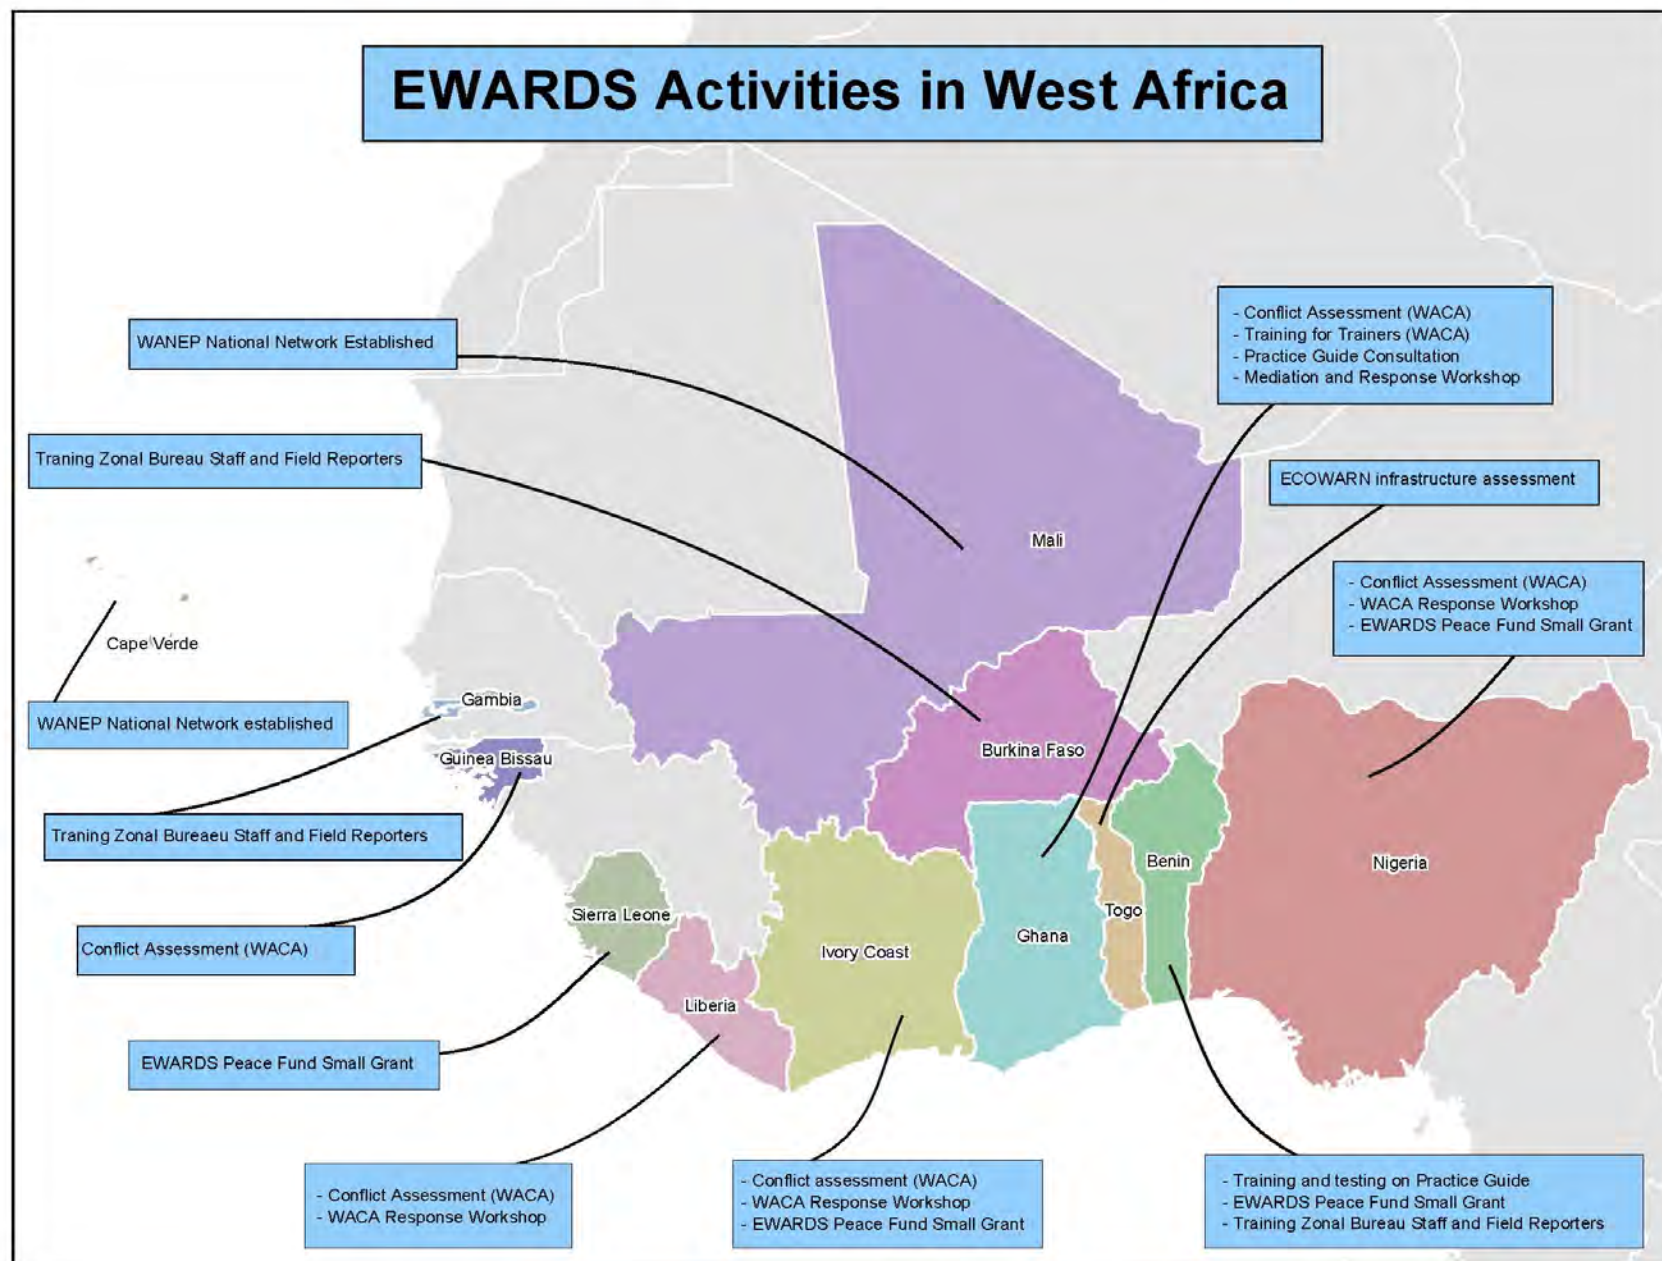 EWARDS Activities in West Africa
- Conflict Assessment (WACA)
- Training for Trainers (WACA)
- Practice Guide Consultation
- Mediation and Response Workshop
WANEP National Network Established
Traning Zonal Bureau Staff and Field Reporters
ECOWARN infrastructure assessment
Mali
- Conflict Assessment (WACA)
- WACA Response Workshop
- EWARDS Peace Fund Small Grant
Cape Verde
WANEP National Network established
Gambia
Guinea Bissau
Burkina Faso
Traning Zonal Bureaeu Staff and Field Reporters
Benin
Nigeria
Sierra Leone
Togo
Ghana
Ivory Coast
Conflict Assessment (WACA)
Liberia
EWARDS Peace Fund Small Grant
- Conflict Assessment (WACA)
- WACA Response Workshop
- Conflict assessment (WACA)
- WACA Response Workshop
- EWARDS Peace Fund Small Grant
- Training and testing on Practice Guide
- EWARDS Peace Fund Small Grant
- Training Zonal Bureau Staff and Field Reporters